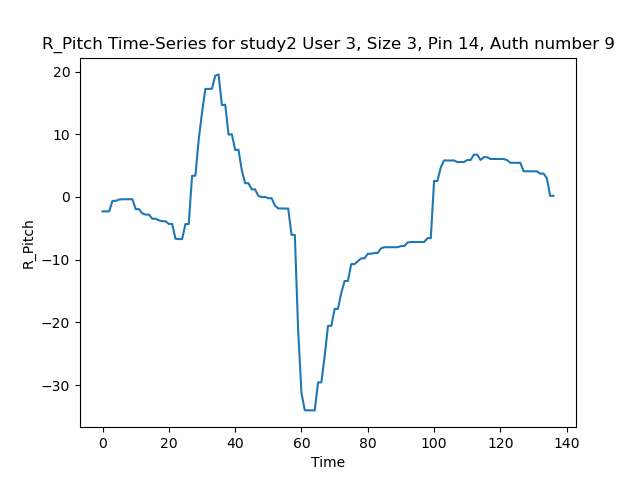 R_Pitch Time-Series for study2 User 3, Size 3, Pin 14, Auth number 9
20
10
0
−10
−20
−30
R_Pitch
0 20 40 60 80 100 120 140
Time